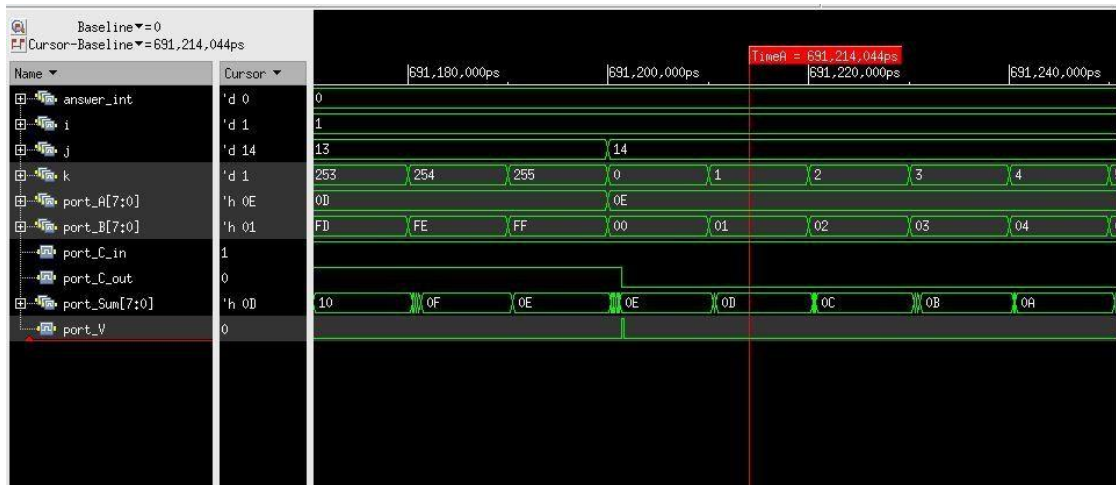 Baseline▼=0
Cursor-Baseline▼=691,214,044ps
TimeA = 691,214,044ps
Name ▼ Cursor ▼ 691,180,000ps 691,200,000ps 691,220,000ps 691,240,000ps
answer_int 'd 0 0
i 'd 1 1
j 'd 14 13 14
k 'd 1 253 254 255 0 1 2 3 4
port_A[7:0] 'h 0E 0D 0E
port_B[7:0] 'h 01 FD FE FF 00 01 02 03 04
port_C_in 1
port_C_out 0
port_Sum[7:0] 'h 0D 10 0F 0E 0E 0D 0C 0B 0A
port_V 0